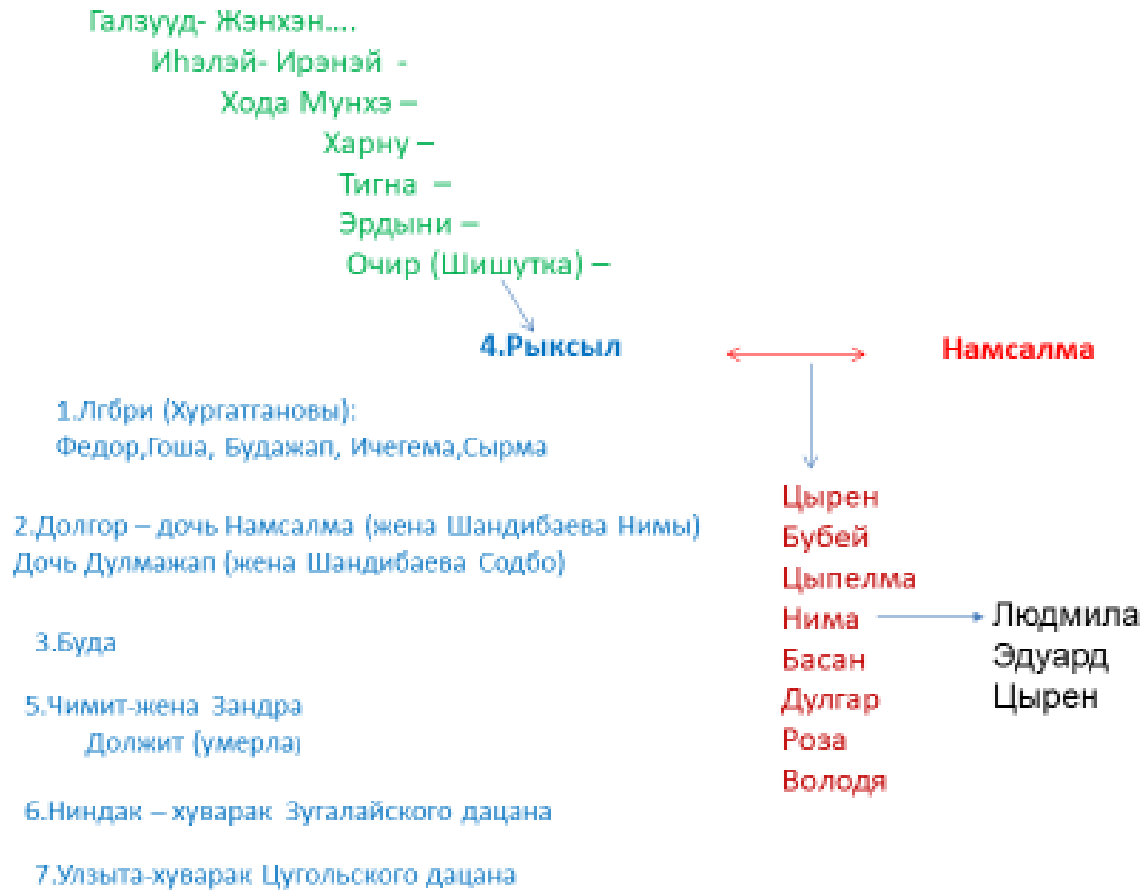 Галзууд- Жэнхэн....
Иһэлэй- Ирэнэй -
Хода Мунхэ –
Харну –
Тигна –
Эрдыни –
Очир (Шишутка) –
4.Рыксыл
Намсалма
1.Лгбри (Хургатгановы):
Федор,Гоша, Будажап, Ичегема,Сырма
2.Долгор – дочь Намсалма (жена Шандибаева Нимы)
Дочь Дулмажап (жена Шандибаева Содбо)
3.Буда
5.Чимит-жена Зандра
Должит (умерла)
6.Ниндак – хуварак Зугалайского дацана
7.Улзыта-хуварак Цугольского дацана
Цырен
Бубей
Цыпелма
Нима
Басан
Дулгар
Роза
Володя
Людмила
Эдуард
Цырен